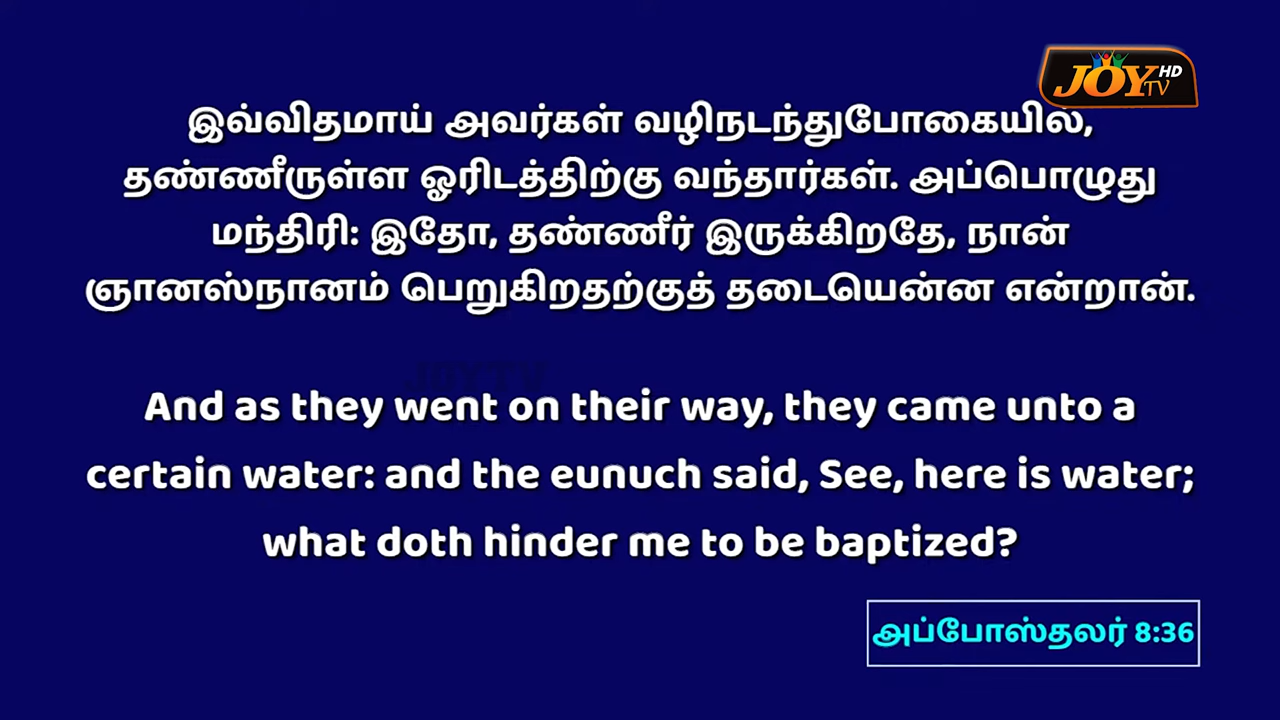 JOY TV HD
இவ்விதமாய் அவர்கள் வழிநடந்துபோகையில்,
தண்ணீருள்ள ஓரிடத்திற்கு வந்தார்கள். அப்பொழுது
மந்திரி: இதோ, தண்ணீர் இருக்கிறதே, நான்
ஞானஸ்நானம் பெறுகிறதற்குத் தடையென்ன என்றான்.
JOYTV
And as they went on their way, they came unto a
certain water: and the eunuch said, See, here is water;
what doth hinder me to be baptized?
அப்போஸ்தலர் 8:36